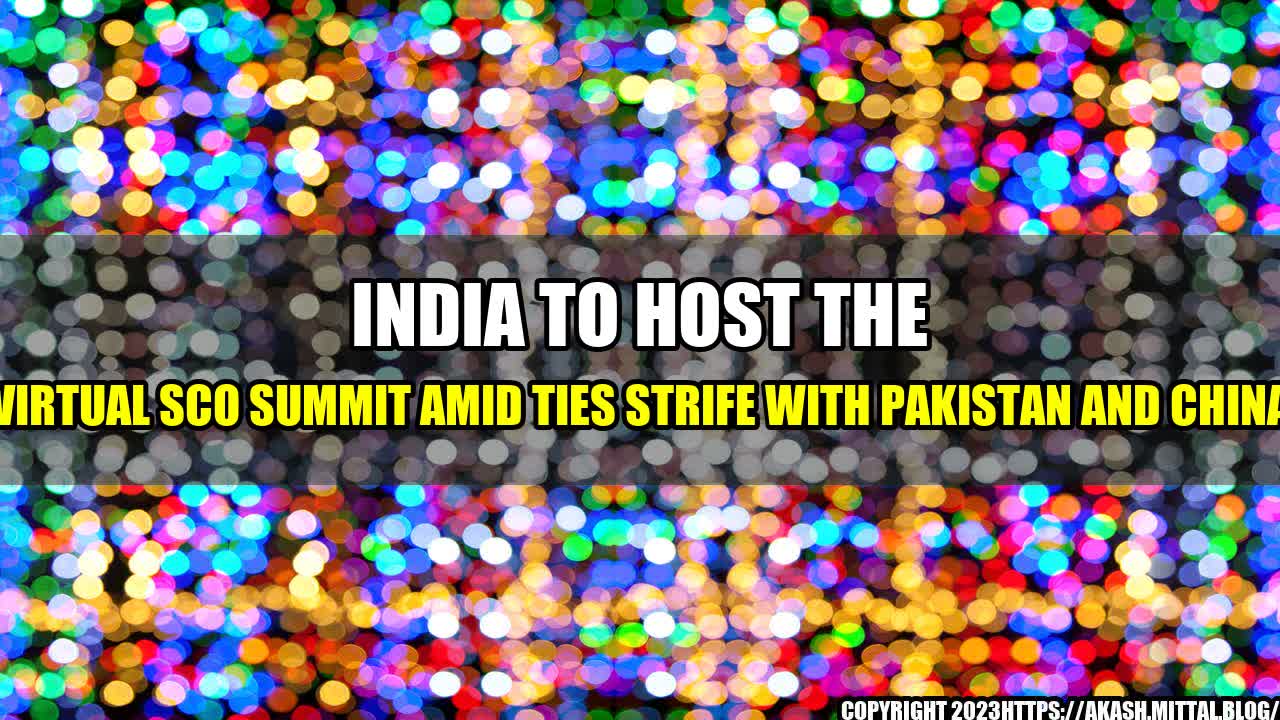 INDIA TO HOST THE
VIRTUAL SCO SUMMIT AMID TIES STRIFE WITH PAKISTAN AND CHINA
COPYRIGHT 2023HTTPS://AKASH.MITTAL.BLOG/